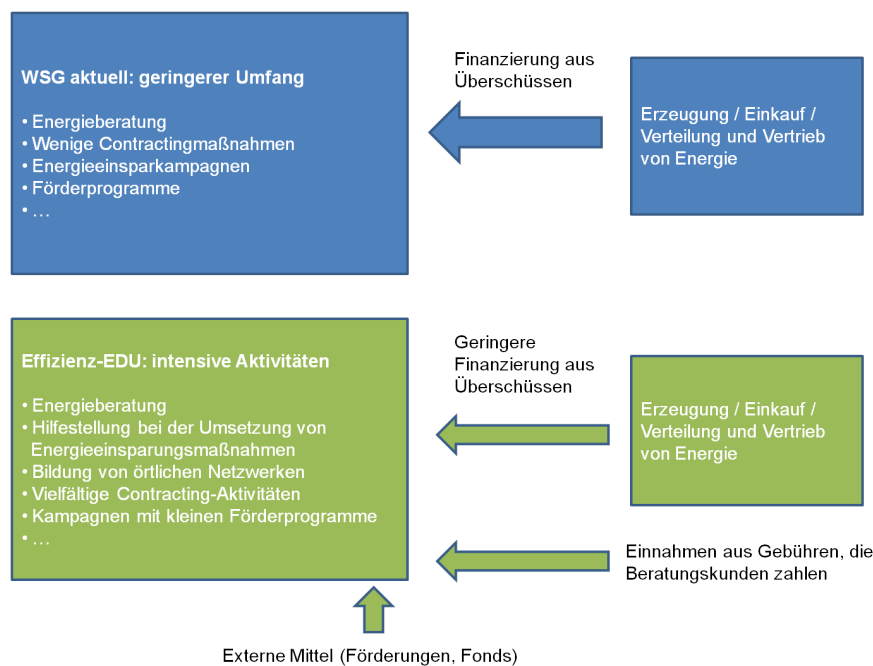 WSG aktuell: geringerer Umfang
• Energieberatung
• Wenige Contractingmaßnahmen
• Energieeinsparkampagnen
• Förderprogramme
• …
Finanzierung aus
Überschüssen
Erzeugung / Einkauf /
Verteilung und Vertrieb
von Energie
Effizienz-EDU: intensive Aktivitäten
• Energieberatung
• Hilfestellung bei der Umsetzung von
Energieeinsparungsmaßnahmen
• Bildung von örtlichen Netzwerken
• Vielfältige Contracting-Aktivitäten
• Kampagnen mit kleinen Förderprogramme
• …
Geringere
Finanzierung aus
Überschüssen
Erzeugung / Einkauf /
Verteilung und Vertrieb
von Energie
Einnahmen aus Gebühren, die
Beratungskunden zahlen
Externe Mittel (Förderungen, Fonds)